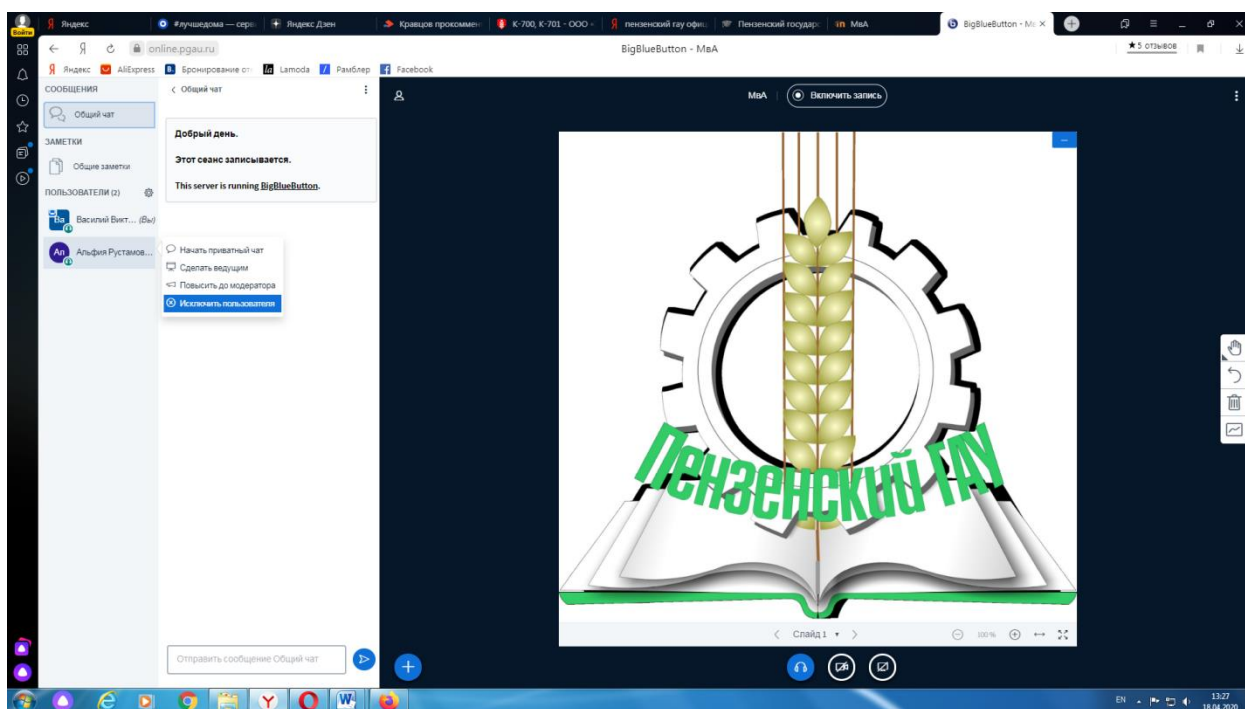 Войти
Яндекс
#лучшедома — серв
Яндекс Дзен
Кравцов прокоммен
К-700, К-701 - ООО «
пензенский гау офиц
Пензенский государс
МвА
BigBlueButton - Мв
online.pgau.ru
BigBlueButton - МвА
★5 отзывов
Яндекс
AliExpress
Бронирование от
Lamoda
Рамблер
Facebook
СООБЩЕНИЯ
Общий чат
ЗАМЕТКИ
Общие заметки
ПОЛЬЗОВАТЕЛИ (2)
Ва
Василий Викт... (Вы)
Ал
Альфия Рустамов...
Общий чат
Добрый день.
Этот сеанс записывается.
This server is running BigBlueButton.
Начать приватный чат
Сделать ведущим
Повысить до модератора
Исключить пользователя
Отправить сообщение Общий чат
МвА
Включить запись
Пензенский ГАУ
Слайд 1
100%
EN
13:27
18.04.2020